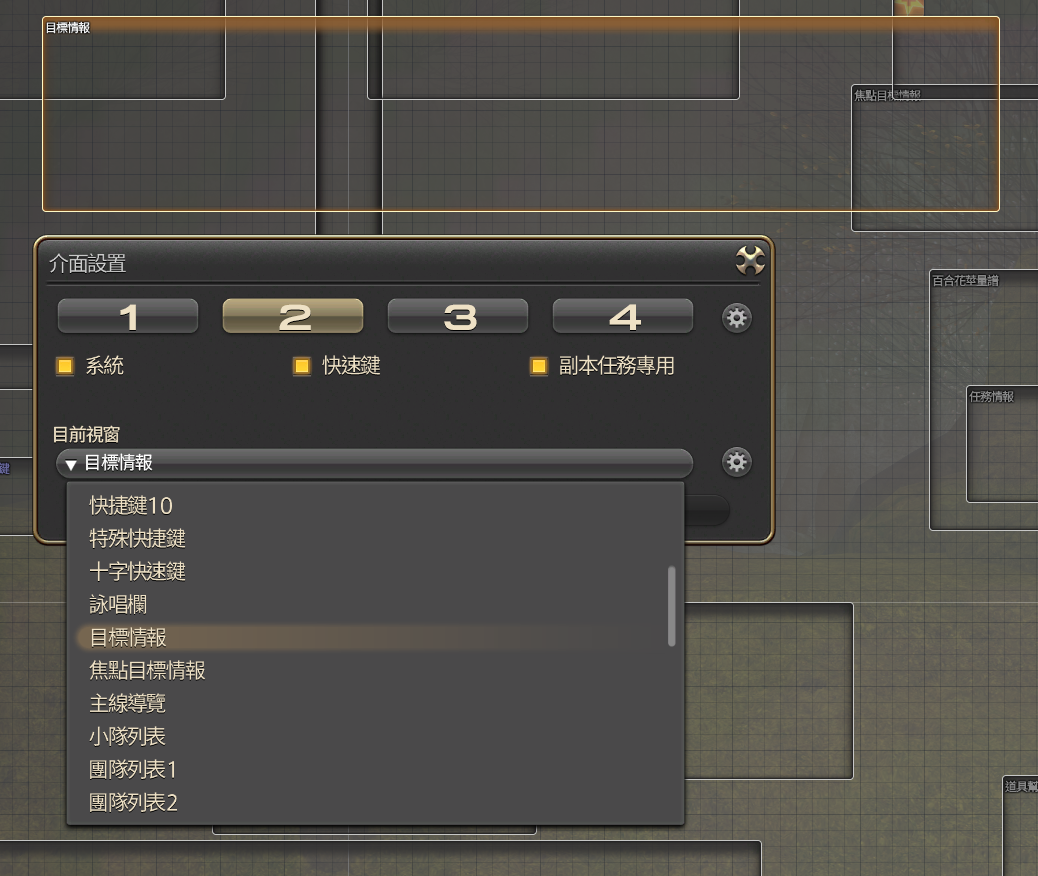 目標情報
焦點目標情報
介面設置
1 2 3 4
系統 快速鍵 副本任務專用
百合花莖量譜
任務情報
目前視窗
鍵
▼ 目標情報
快捷鍵10
特殊快捷鍵
十字快速鍵
詠唱欄
目標情報
焦點目標情報
主線導覽
小隊列表
團隊列表1
團隊列表2
道具幫